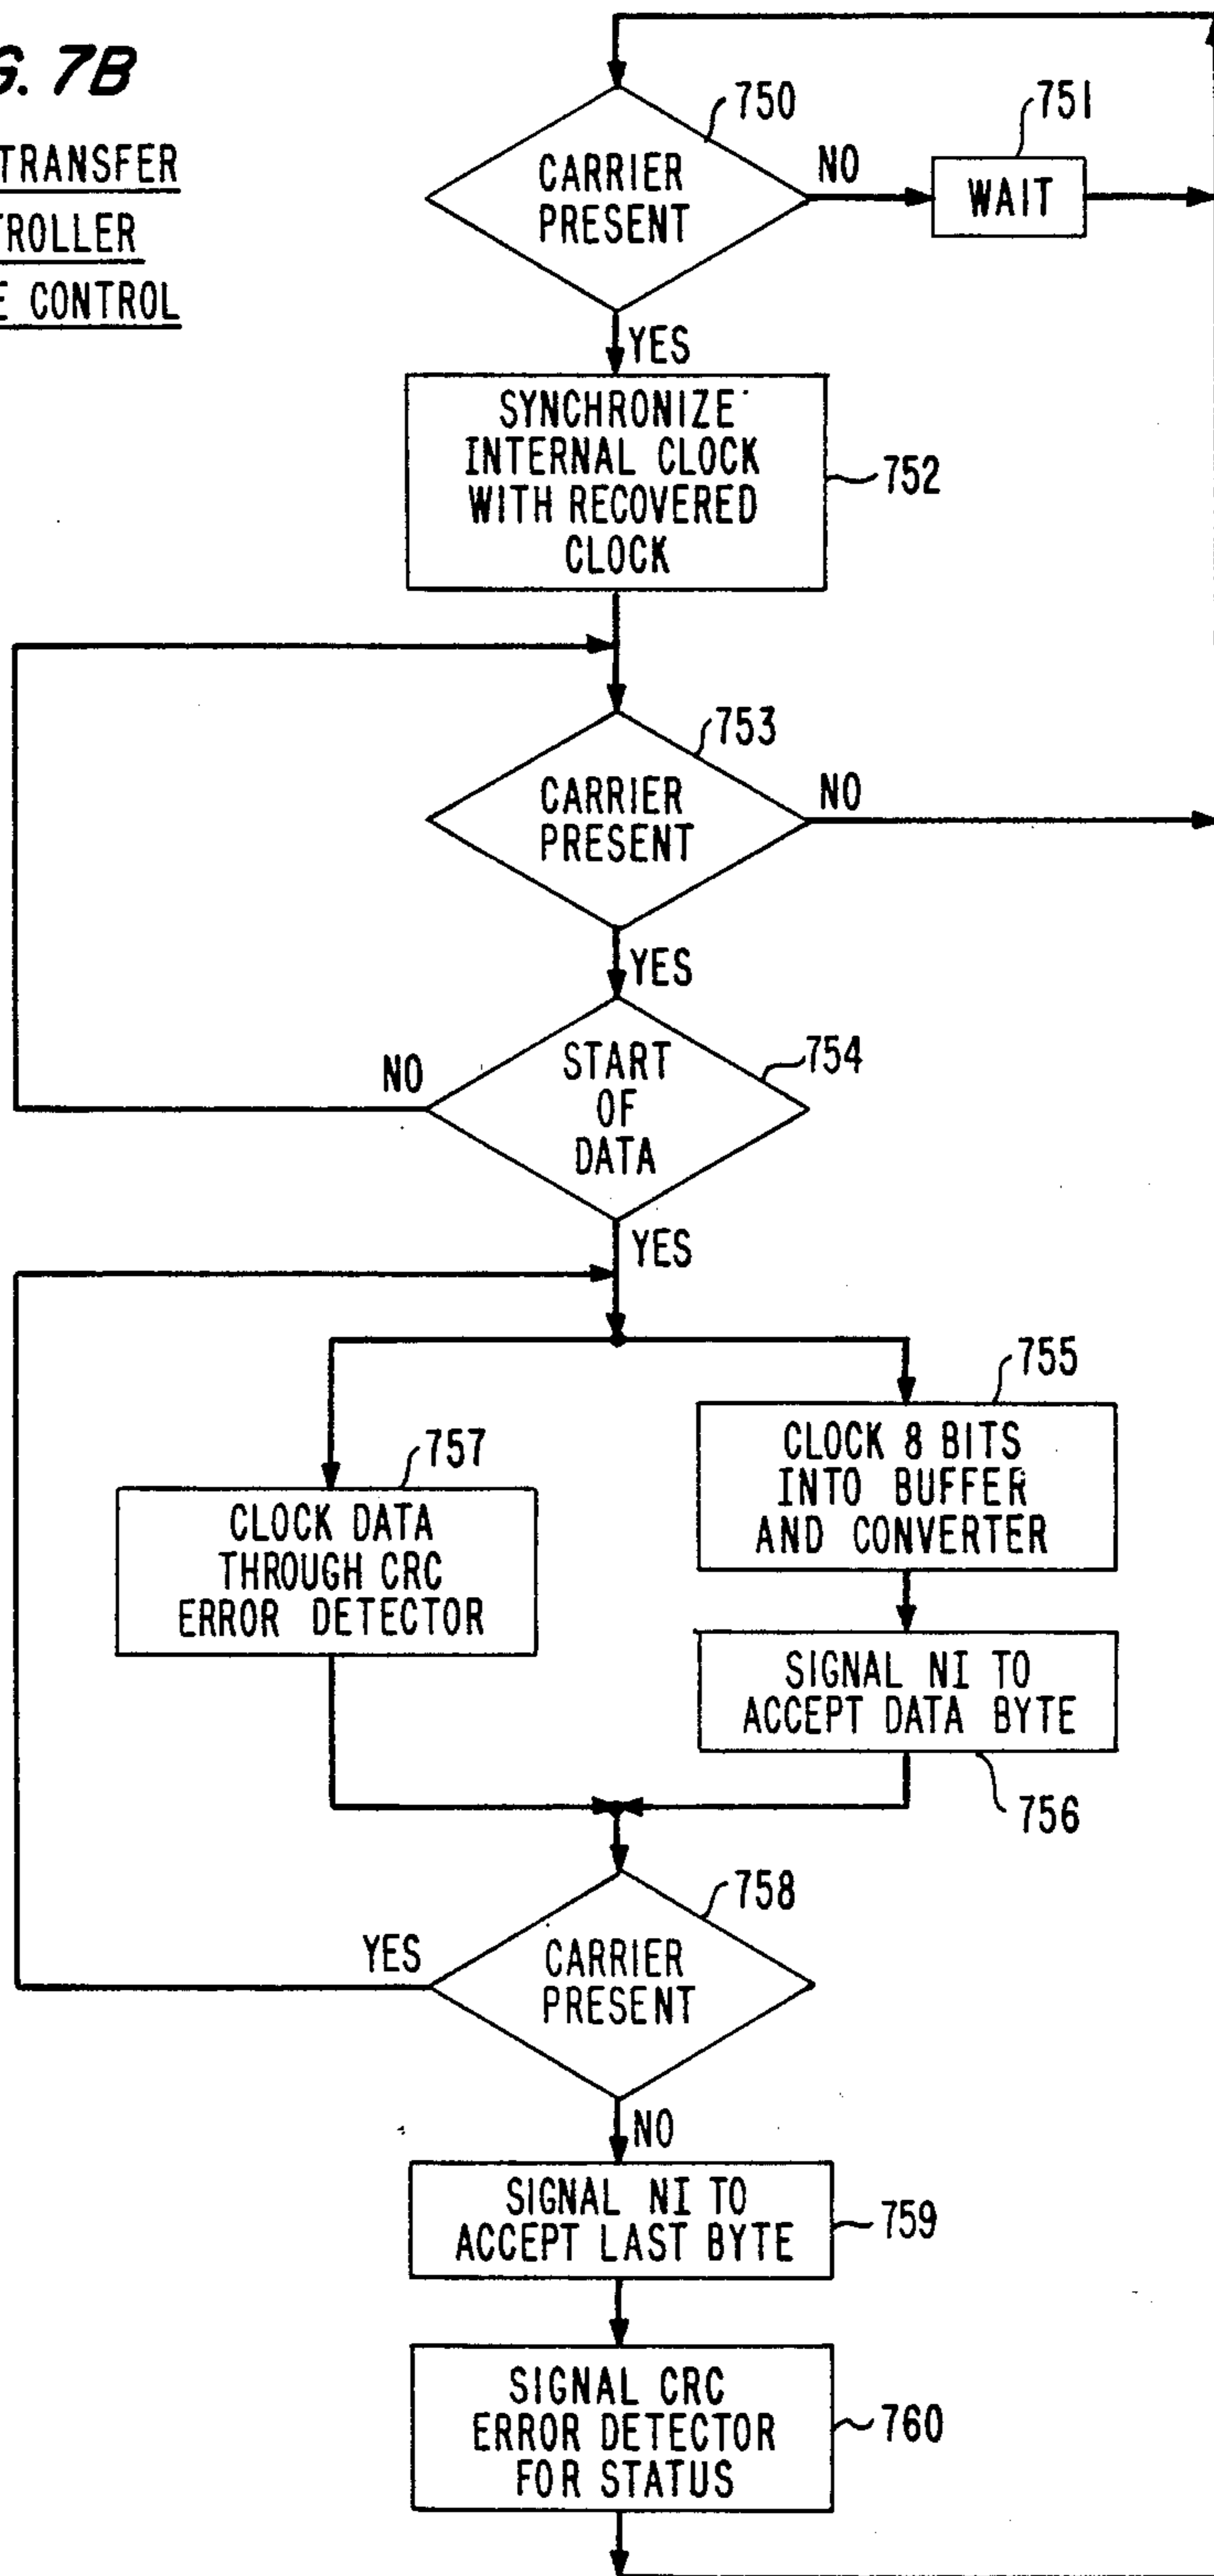 G. 7B
TRANSFER
TROLLER
E CONTROL
750
CARRIER
PRESENT
NO
751
WAIT
YES
SYNCHRONIZE
INTERNAL CLOCK
WITH RECOVERED
CLOCK
752
753
CARRIER
PRESENT
NO
YES
754
START
OF
DATA
NO
YES
755
CLOCK 8 BITS
INTO BUFFER
AND CONVERTER
757
CLOCK DATA
THROUGH CRC
ERROR DETECTOR
SIGNAL NI TO
ACCEPT DATA BYTE
756
758
CARRIER
PRESENT
YES
NO
SIGNAL NI TO
ACCEPT LAST BYTE
759
SIGNAL CRC
ERROR DETECTOR
FOR STATUS
760